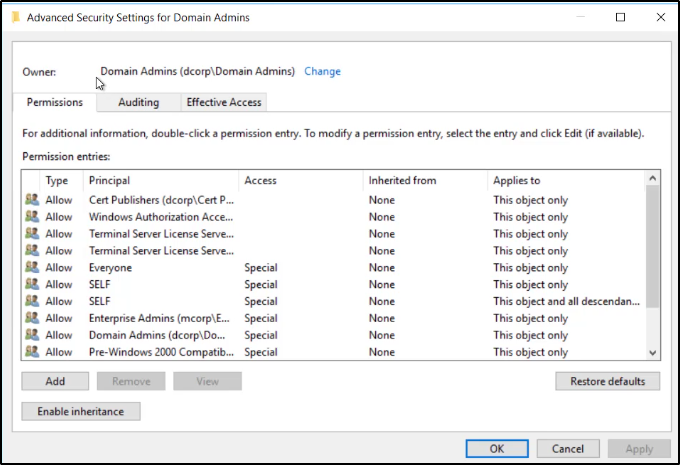 Advanced Security Settings for Domain Admins
Owner: Domain Admins (dcorp\Domain Admins) Change
Permissions Auditing Effective Access
For additional information, double-click a permission entry. To modify a permission entry, select the entry and click Edit (if available).
Permission entries:
Type Principal Access Inherited from Applies to
Allow Cert Publishers (dcorp\Cert P... None This object only
Allow Windows Authorization Acce... None This object only
Allow Terminal Server License Serve... None This object only
Allow Terminal Server License Serve... None This object only
Allow Everyone Special None This object only
Allow SELF Special None This object only
Allow SELF Special None This object and all descendan...
Allow Enterprise Admins (mcorp\E... Special None This object only
Allow Domain Admins (dcorp\Do... Special None This object only
Allow Pre-Windows 2000 Compatib... Special None This object only
Add Remove View Restore defaults
Enable inheritance
OK Cancel Apply